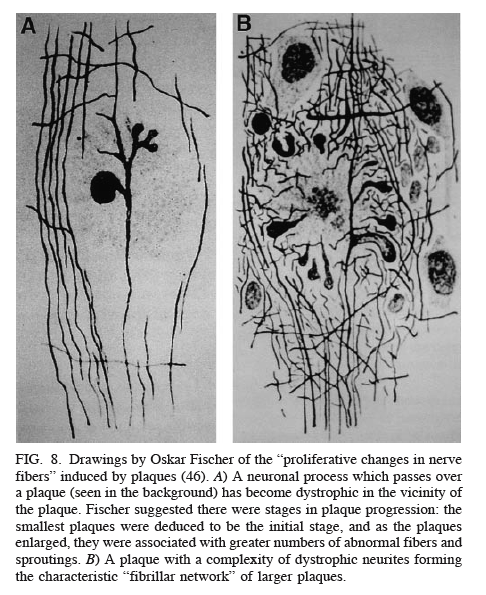 A
B
FIG. 8. Drawings by Oskar Fischer of the “proliferative changes in nerve
fibers” induced by plaques (46). A) A neuronal process which passes over
a plaque (seen in the background) has become dystrophic in the vicinity of
the plaque. Fischer suggested there were stages in plaque progression: the
smallest plaques were deduced to be the initial stage, and as the plaques
enlarged, they were associated with greater numbers of abnormal fibers and
sproutings. B) A plaque with a complexity of dystrophic neurites forming
the characteristic “fibrillar network” of larger plaques.